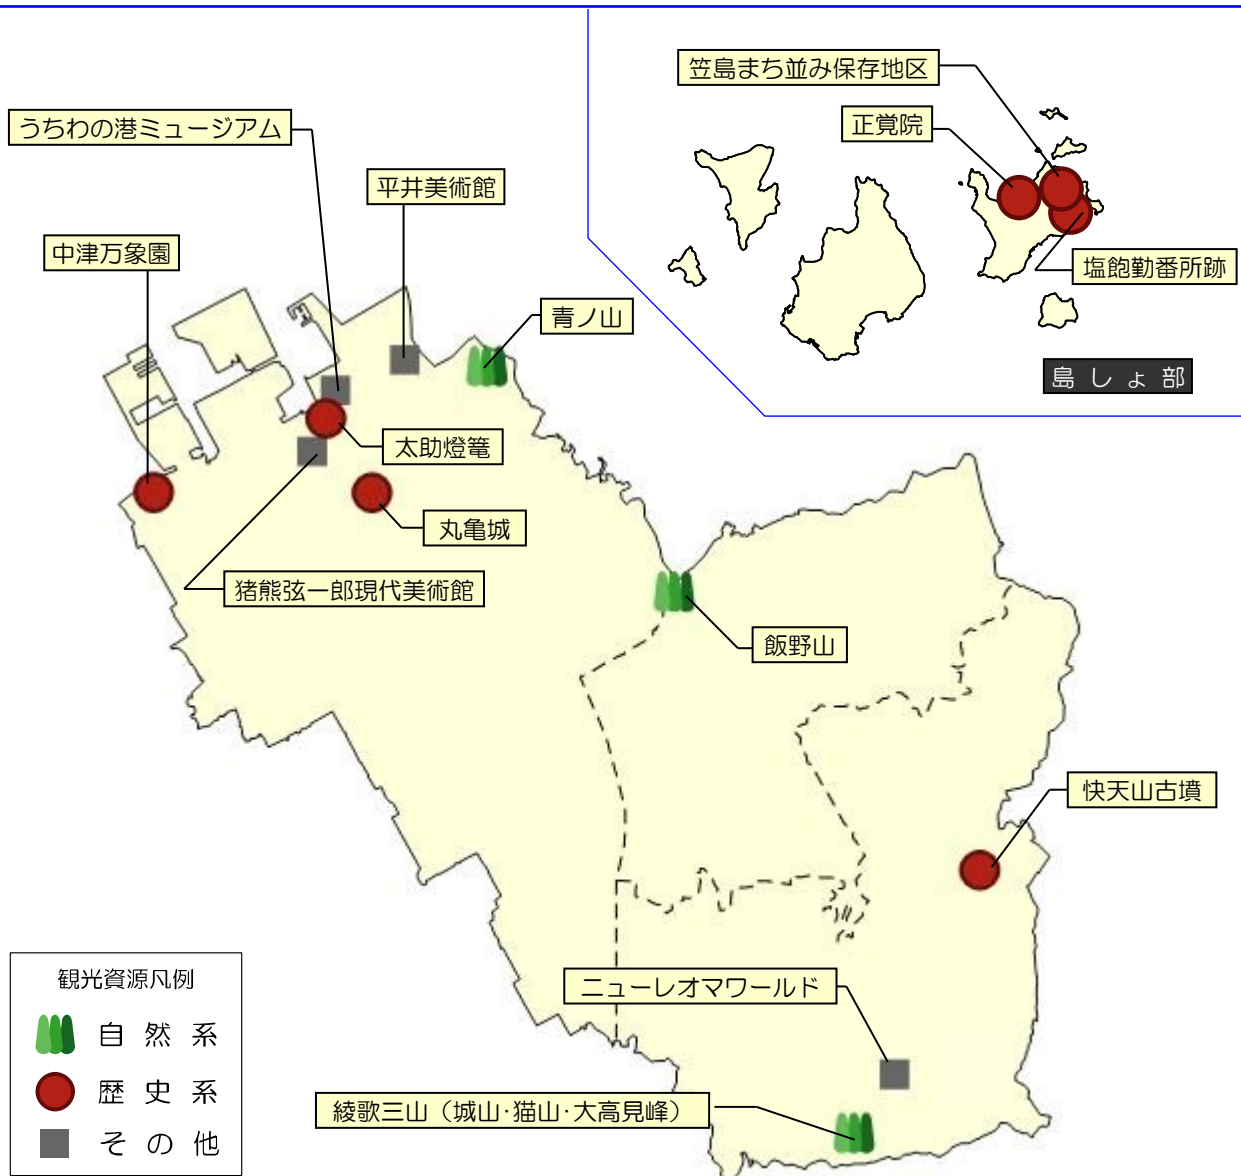 笠島まち並み保存地区
うちわの港ミュージアム
正覚院
平井美術館
中津万象園
塩飽勤番所跡
青ノ山
島しょ部
太助燈篭
丸亀城
猪熊弦一郎現代美術館
飯野山
快天山古墳
観光資源凡例
自然系
歴史系
その他
ニューレオマワールド
綾歌三山（城山・猫山・大高見峰）